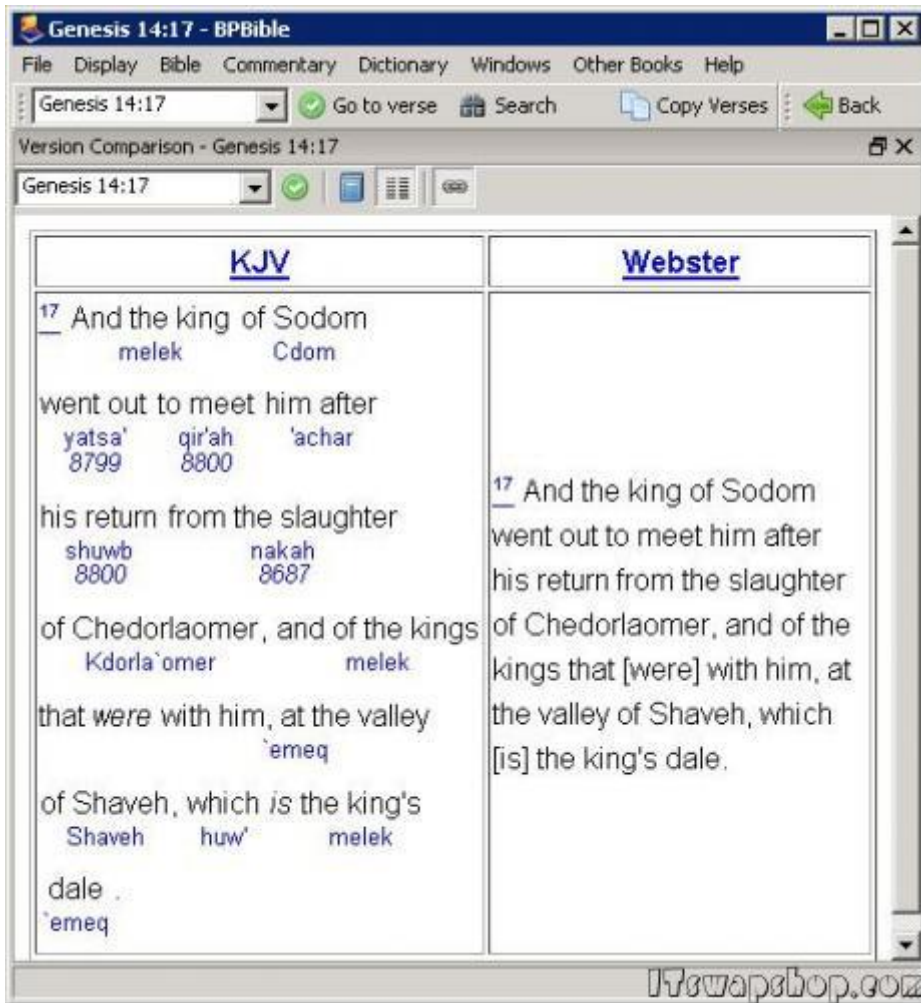 Genesis 14:17 - BPBible
File Display Bible Commentary Dictionary Windows Other Books Help
Genesis 14:17 Go to verse Search Copy Verses Back
Version Comparison - Genesis 14:17
Genesis 14:17
KJV
17 And the king of Sodom
melek Cdom
went out to meet him after
yatsa' qir'ah 'achar
8799 8800
his return from the slaughter
shuwb nakah
8800 8687
of Chedorlaomer, and of the kings
Kdorla`omer melek
that were with him, at the valley
`emeq
of Shaveh, which is the king's
Shaveh huw' melek
dale .
`emeq
Webster
17 And the king of Sodom
went out to meet him after
his return from the slaughter
of Chedorlaomer, and of the
kings that [were] with him, at
the valley of Shaveh, which
[is] the king's dale.
ITswapshop.com